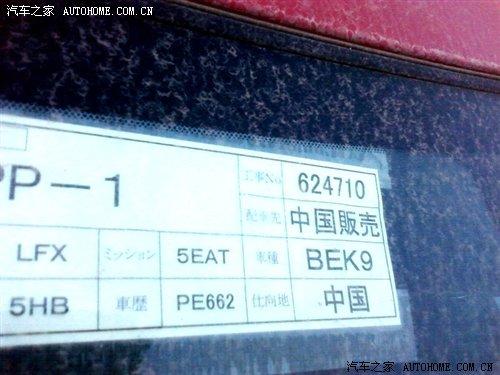 汽车之家 AUTOHOME.COM.CN
PP-1 工事No 624710
配車先 中国販売
LFX ミッション 5EAT 車種 BEK9
5HB 車歴 PE662 仕向地 中国
汽车之家 AUTOHOME.COM.CN